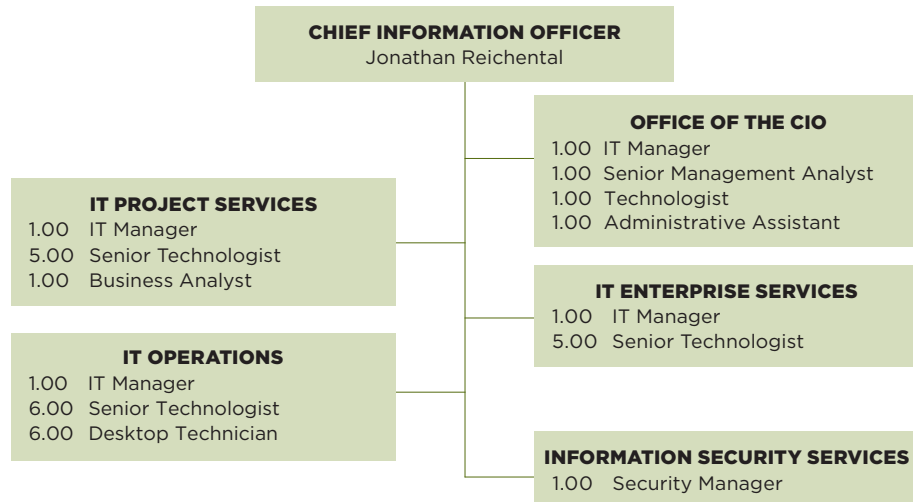 CHIEF INFORMATION OFFICER
Jonathan Reichental
OFFICE OF THE CIO
1.00 IT Manager
1.00 Senior Management Analyst
1.00 Technologist
1.00 Administrative Assistant
IT PROJECT SERVICES
1.00 IT Manager
5.00 Senior Technologist
1.00 Business Analyst
IT ENTERPRISE SERVICES
1.00 IT Manager
5.00 Senior Technologist
IT OPERATIONS
1.00 IT Manager
6.00 Senior Technologist
6.00 Desktop Technician
INFORMATION SECURITY SERVICES
1.00 Security Manager